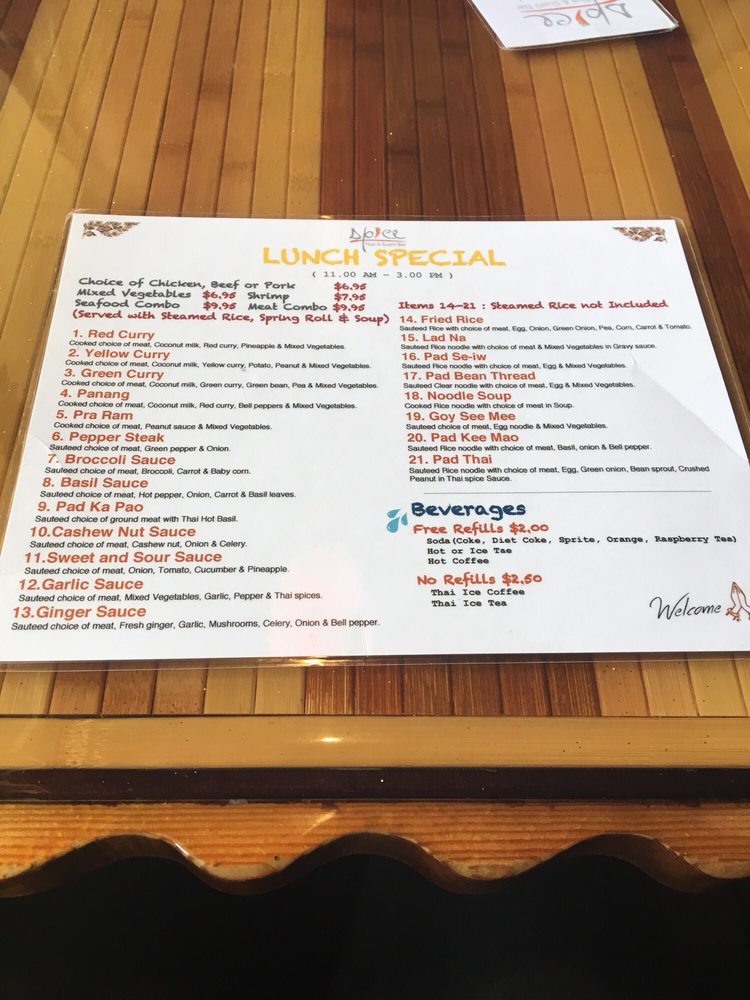 Spice
Thai & Sushi Bar
LUNCH SPECIAL
( 11.00 AM - 3.00 PM )
Choice of Chicken, Beef or Pork $6.95
Mixed Vegetables $6.95 Shrimp $7.95
Seafood Combo $9.95 Meat Combo $9.95
(Served with Steamed Rice, Spring Roll & Soup)
1. Red Curry
Cooked choice of meat, Coconut milk, Red curry, Pineapple & Mixed Vegetables.
2. Yellow Curry
Cooked choice of meat, Coconut milk, Yellow curry, Potato, Peanut & Mixed Vegetables.
3. Green Curry
Cooked choice of meat, Coconut milk, Green curry, Green bean, Pea & Mixed Vegetables.
4. Panang
Cooked choice of meat, Coconut milk, Red curry, Bell peppers & Mixed Vegetables.
5. Pra Ram
Cooked choice of meat, Peanut sauce & Mixed Vegetables.
6. Pepper Steak
Sauteed choice of meat, Green pepper & Onion.
7. Broccoli Sauce
Sauteed choice of meat, Broccoli, Carrot & Baby corn.
8. Basil Sauce
Sauteed choice of meat, Hot pepper, Onion, Carrot & Basil leaves.
9. Pad Ka Pao
Sauteed choice of ground meat with Thai Hot Basil.
10.Cashew Nut Sauce
Sauteed choice of meat, Cashew nut, Onion & Celery.
11.Sweet and Sour Sauce
Sauteed choice of meat, Onion, Tomato, Cucumber & Pineapple.
12.Garlic Sauce
Sauteed choice of meat, Mixed Vegetables, Garlic, Pepper & Thai spices.
13.Ginger Sauce
Sauteed choice of meat, Fresh ginger, Garlic, Mushrooms, Celery, Onion & Bell pepper.
Items 14-21 : Steamed Rice not Included
14. Fried Rice
Sauteed Rice with choice of meat, Egg, Onion, Green Onion, Pea, Corn, Carrot & Tomato.
15. Lad Na
Sauteed Rice noodle with choice of meat & Mixed Vegetables in Gravy sauce.
16. Pad Se-iw
Sauteed Rice noodle with choice of meat, Egg & Mixed Vegetables.
17. Pad Bean Thread
Sauteed Clear noodle with choice of meat, Egg & Mixed Vegetables.
18. Noodle Soup
Cooked Rice noodle with choice of meat in Soup.
19. Goy See Mee
Sauteed choice of meat, Egg noodle & Mixed Vegetables.
20. Pad Kee Mao
Sauteed Rice noodle with choice of meat, Basil, onion & Bell pepper.
21. Pad Thai
Sauteed Rice noodle with choice of meat, Egg, Green onion, Bean sprout, Crushed
Peanut in Thai spice Sauce.
Beverages
Free Refills $2.00
Soda(Coke, Diet Coke, Sprite, Orange, Raspberry Tea)
Hot or Ice Tae
Hot Coffee
No Refills $2.50
Thai Ice Coffee
Thai Ice Tea
Welcome
Spice
Thai & Sushi Bar